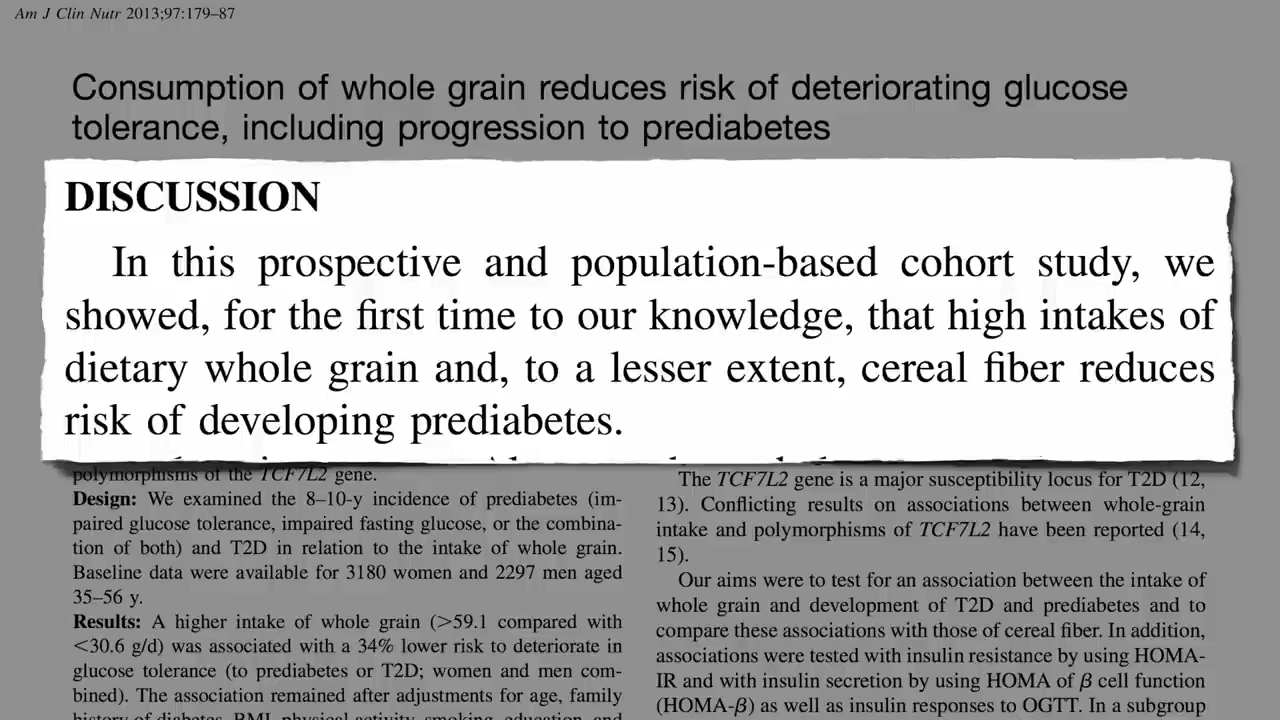 Am J Clin Nutr 2013;97:179–87
Consumption of whole grain reduces risk of deteriorating glucose
tolerance, including progression to prediabetes
DISCUSSION
In this prospective and population-based cohort study, we
showed, for the first time to our knowledge, that high intakes of
dietary whole grain and, to a lesser extent, cereal fiber reduces
risk of developing prediabetes.
polymorphisms of the TCF7L2 gene.
Design: We examined the 8–10-y incidence of prediabetes (im-
paired glucose tolerance, impaired fasting glucose, or the combina-
tion of both) and T2D in relation to the intake of whole grain.
Baseline data were available for 3180 women and 2297 men aged
35–56 y.
Results: A higher intake of whole grain (>59.1 compared with
<30.6 g/d) was associated with a 34% lower risk to deteriorate in
glucose tolerance (to prediabetes or T2D; women and men com-
bined). The association remained after adjustments for age, family
history of diabetes, BMI, physical activity, smoking, education, and
The TCF7L2 gene is a major susceptibility locus for T2D (12,
13). Conflicting results on associations between whole-grain
intake and polymorphisms of TCF7L2 have been reported (14,
15).
Our aims were to test for an association between the intake of
whole grain and development of T2D and prediabetes and to
compare these associations with those of cereal fiber. In addition,
associations were tested with insulin resistance by using HOMA-
IR and with insulin secretion by using HOMA of β cell function
(HOMA-β) as well as insulin responses to OGTT. In a subgroup